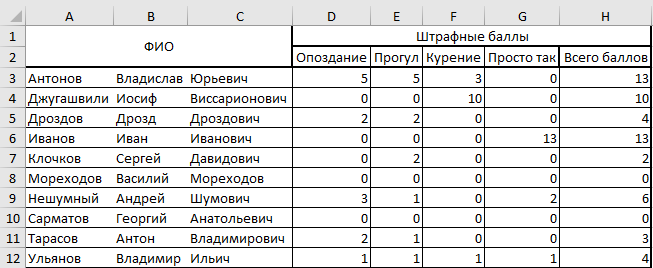 A B C D E F G H
1 ФИО Штрафные баллы
2 Опоздание Прогул Курение Просто так Всего баллов
3 Антонов Владислав Юрьевич 5 5 3 0 13
4 Джугашвили Иосиф Виссарионович 0 0 10 0 10
5 Дроздов Дрозд Дроздович 2 2 0 0 4
6 Иванов Иван Иванович 0 0 0 13 13
7 Клочков Сергей Давидович 0 2 0 0 2
8 Мореходов Василий Мореходов 0 0 0 0 0
9 Нешумный Андрей Шумович 3 1 0 2 6
10 Сарматов Георгий Анатольевич 0 0 0 0 0
11 Тарасов Антон Владимирович 2 1 0 0 3
12 Ульянов Владимир Ильич 1 1 1 1 4